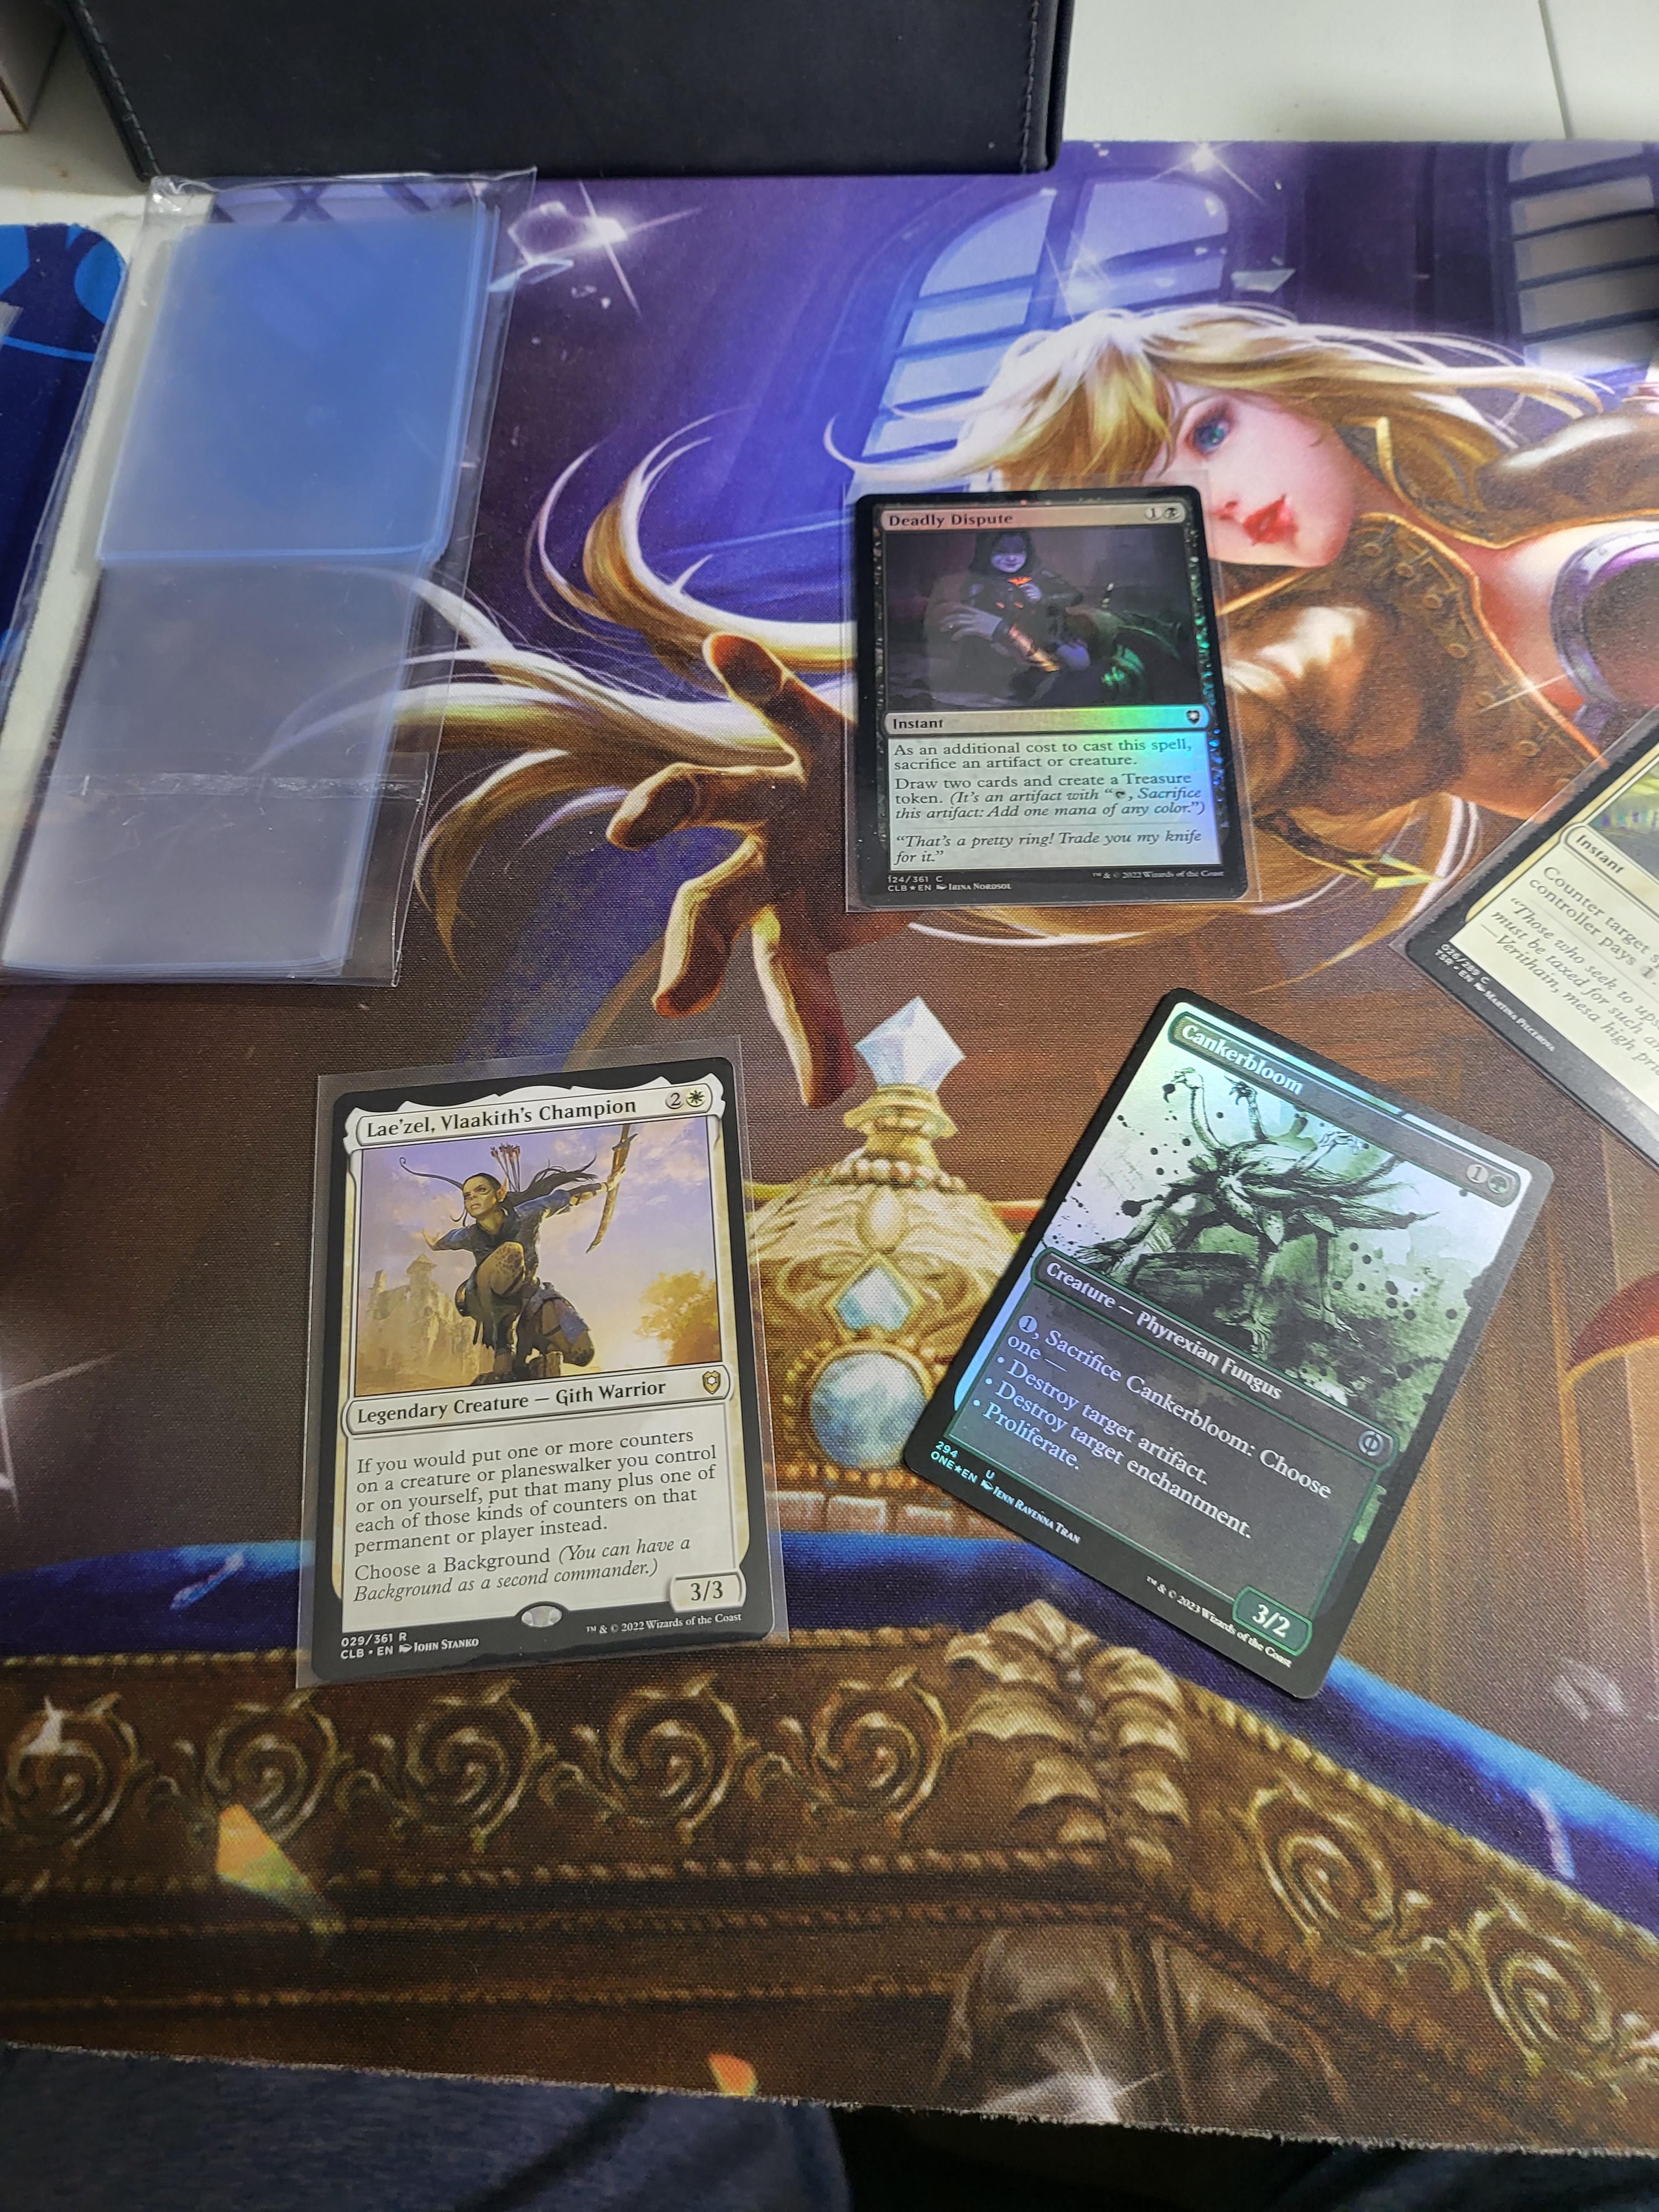 Deadly Dispute
1
Instant
As an additional cost to cast this spell,
sacrifice an artifact or creature.
Draw two cards and create a Treasure
token. (It's an artifact with “, Sacrifice
this artifact: Add one mana of any color.”)
“That's a pretty ring! Trade you my knife
for it.”
124/361 C
CLB★EN IRINA NORDSOL
™ & © 2022 Wizards of the Coast
Instant
Counter target
controller pays 1.
“Those who seek to
must be taxed for such
—Verithain, mesa high
026/289 C
TSR • EN MARTINA PILCEROVA
Lae'zel, Vlaakith's Champion
2
Legendary Creature — Gith Warrior
If you would put one or more counters
on a creature or planeswalker you control
or on yourself, put that many plus one of
each of those kinds of counters on that
permanent or player instead.
Choose a Background (You can have a
Background as a second commander.)
3/3
029/361 R
CLB • EN JOHN STANKO
™ & © 2022 Wizards of the Coast
Cankerbloom
1
Creature — Phyrexian Fungus
1, Sacrifice Cankerbloom: Choose
one —
• Destroy target artifact.
• Destroy target enchantment.
• Proliferate.
3/2
294 U
ONE★EN JENN RAVENNA TRAN
™ & © 2023 Wizards of the Coast